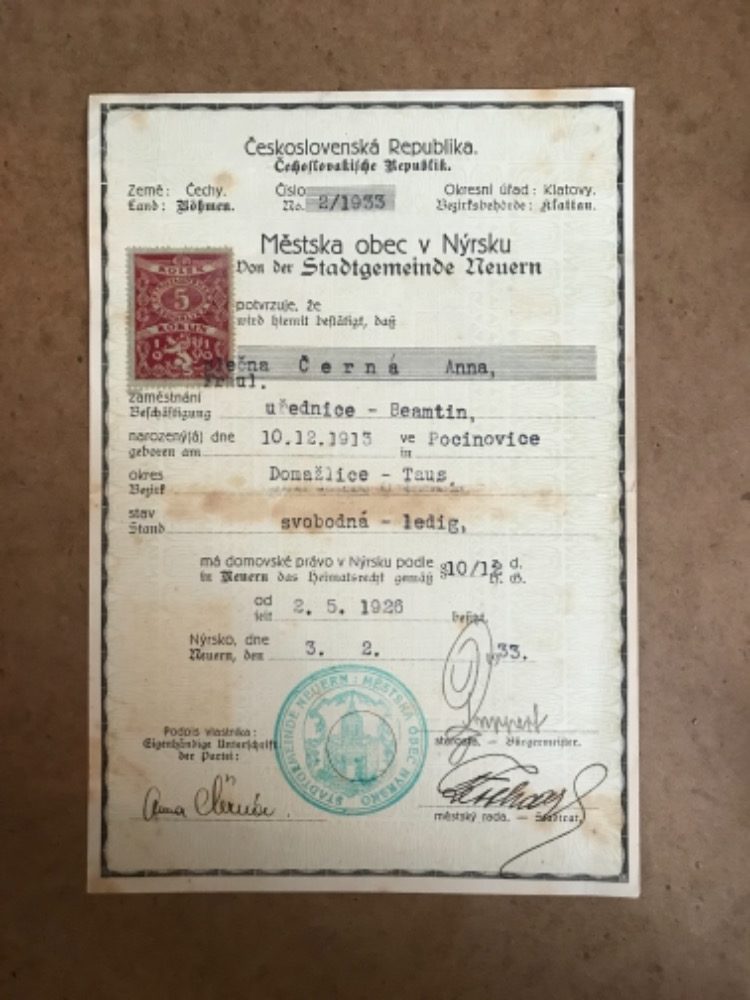 Československá Republika.
Čechoslovakische Republik.
Země: Čechy. Číslo Okresní úřad: Klatovy.
Land: Böhmen. No. 2/1933 Bezirksbehörde: Klattau.
Městska obec v Nýrsku
Von der Stadtgemeinde Neuern
KOLEK
5
KORUN
potvrzuje, že
wird hiemit bestätigt, daß
slečna Černá Anna,
Fräul.
zaměstnání
Beschäftigung uřednice - Beamtin,
narozený(á) dne 10.12.1913 ve Pocinovice
geboren am in
okres Domažlice - Taus,
Bezirk
stav
Stand svobodná - ledig,
má domovské právo v Nýrsku podle §10/12 d.
in Neuern das Heimatsrecht gemäß H. G.
od 2. 5. 1926
seit besitzt.
Nýrsko, dne 3. 2. 33.
Neuern, den
STADTGEMEINDE NEUERN : MĚSTSKA OBEC NÝRSKO
Podpis vlastníka:
Eigenhändige Unterschrift
der Partei:
starosta. — Bürgermeister.
Anna Černá.
městský rada. — Stadtrat.